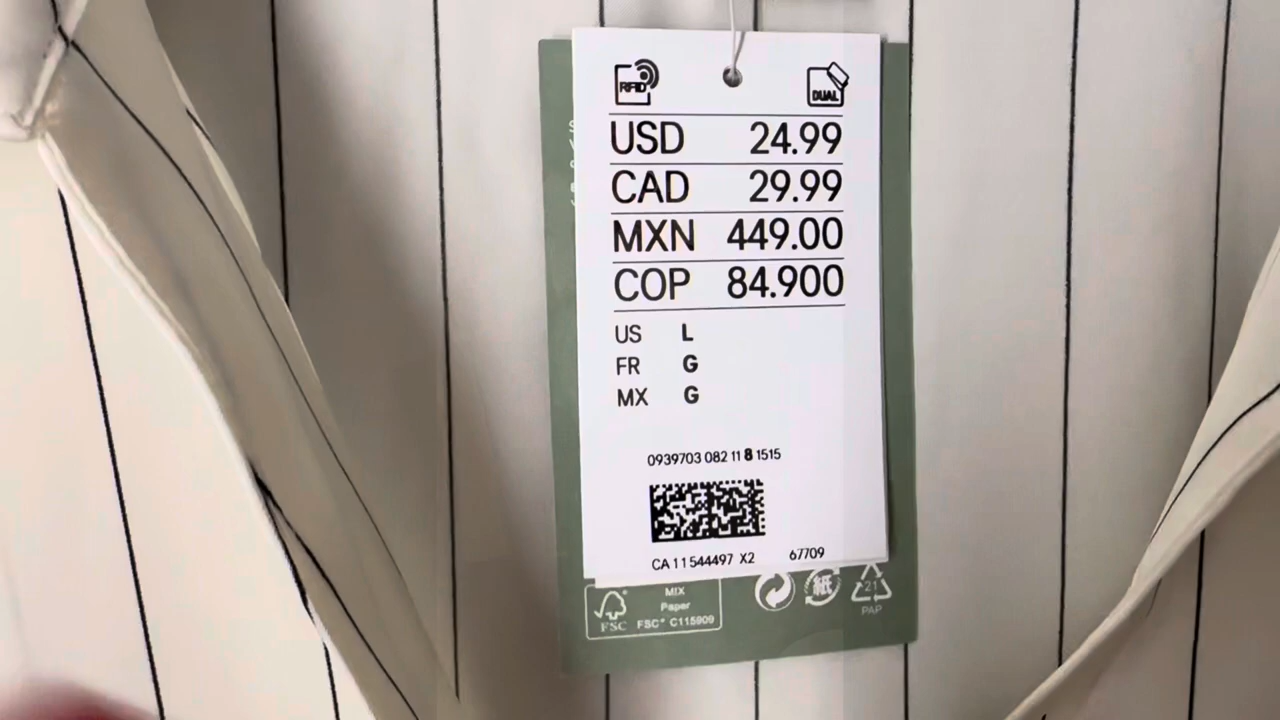 RFID
DUAL
USD 24.99
CAD 29.99
MXN 449.00
COP 84.900
US L
FR G
MX G
0939703 082 11 8 1515
CA 11544497 X2 67709
FSC
MIX
Paper
FSC® C115909
紙
21
PAP